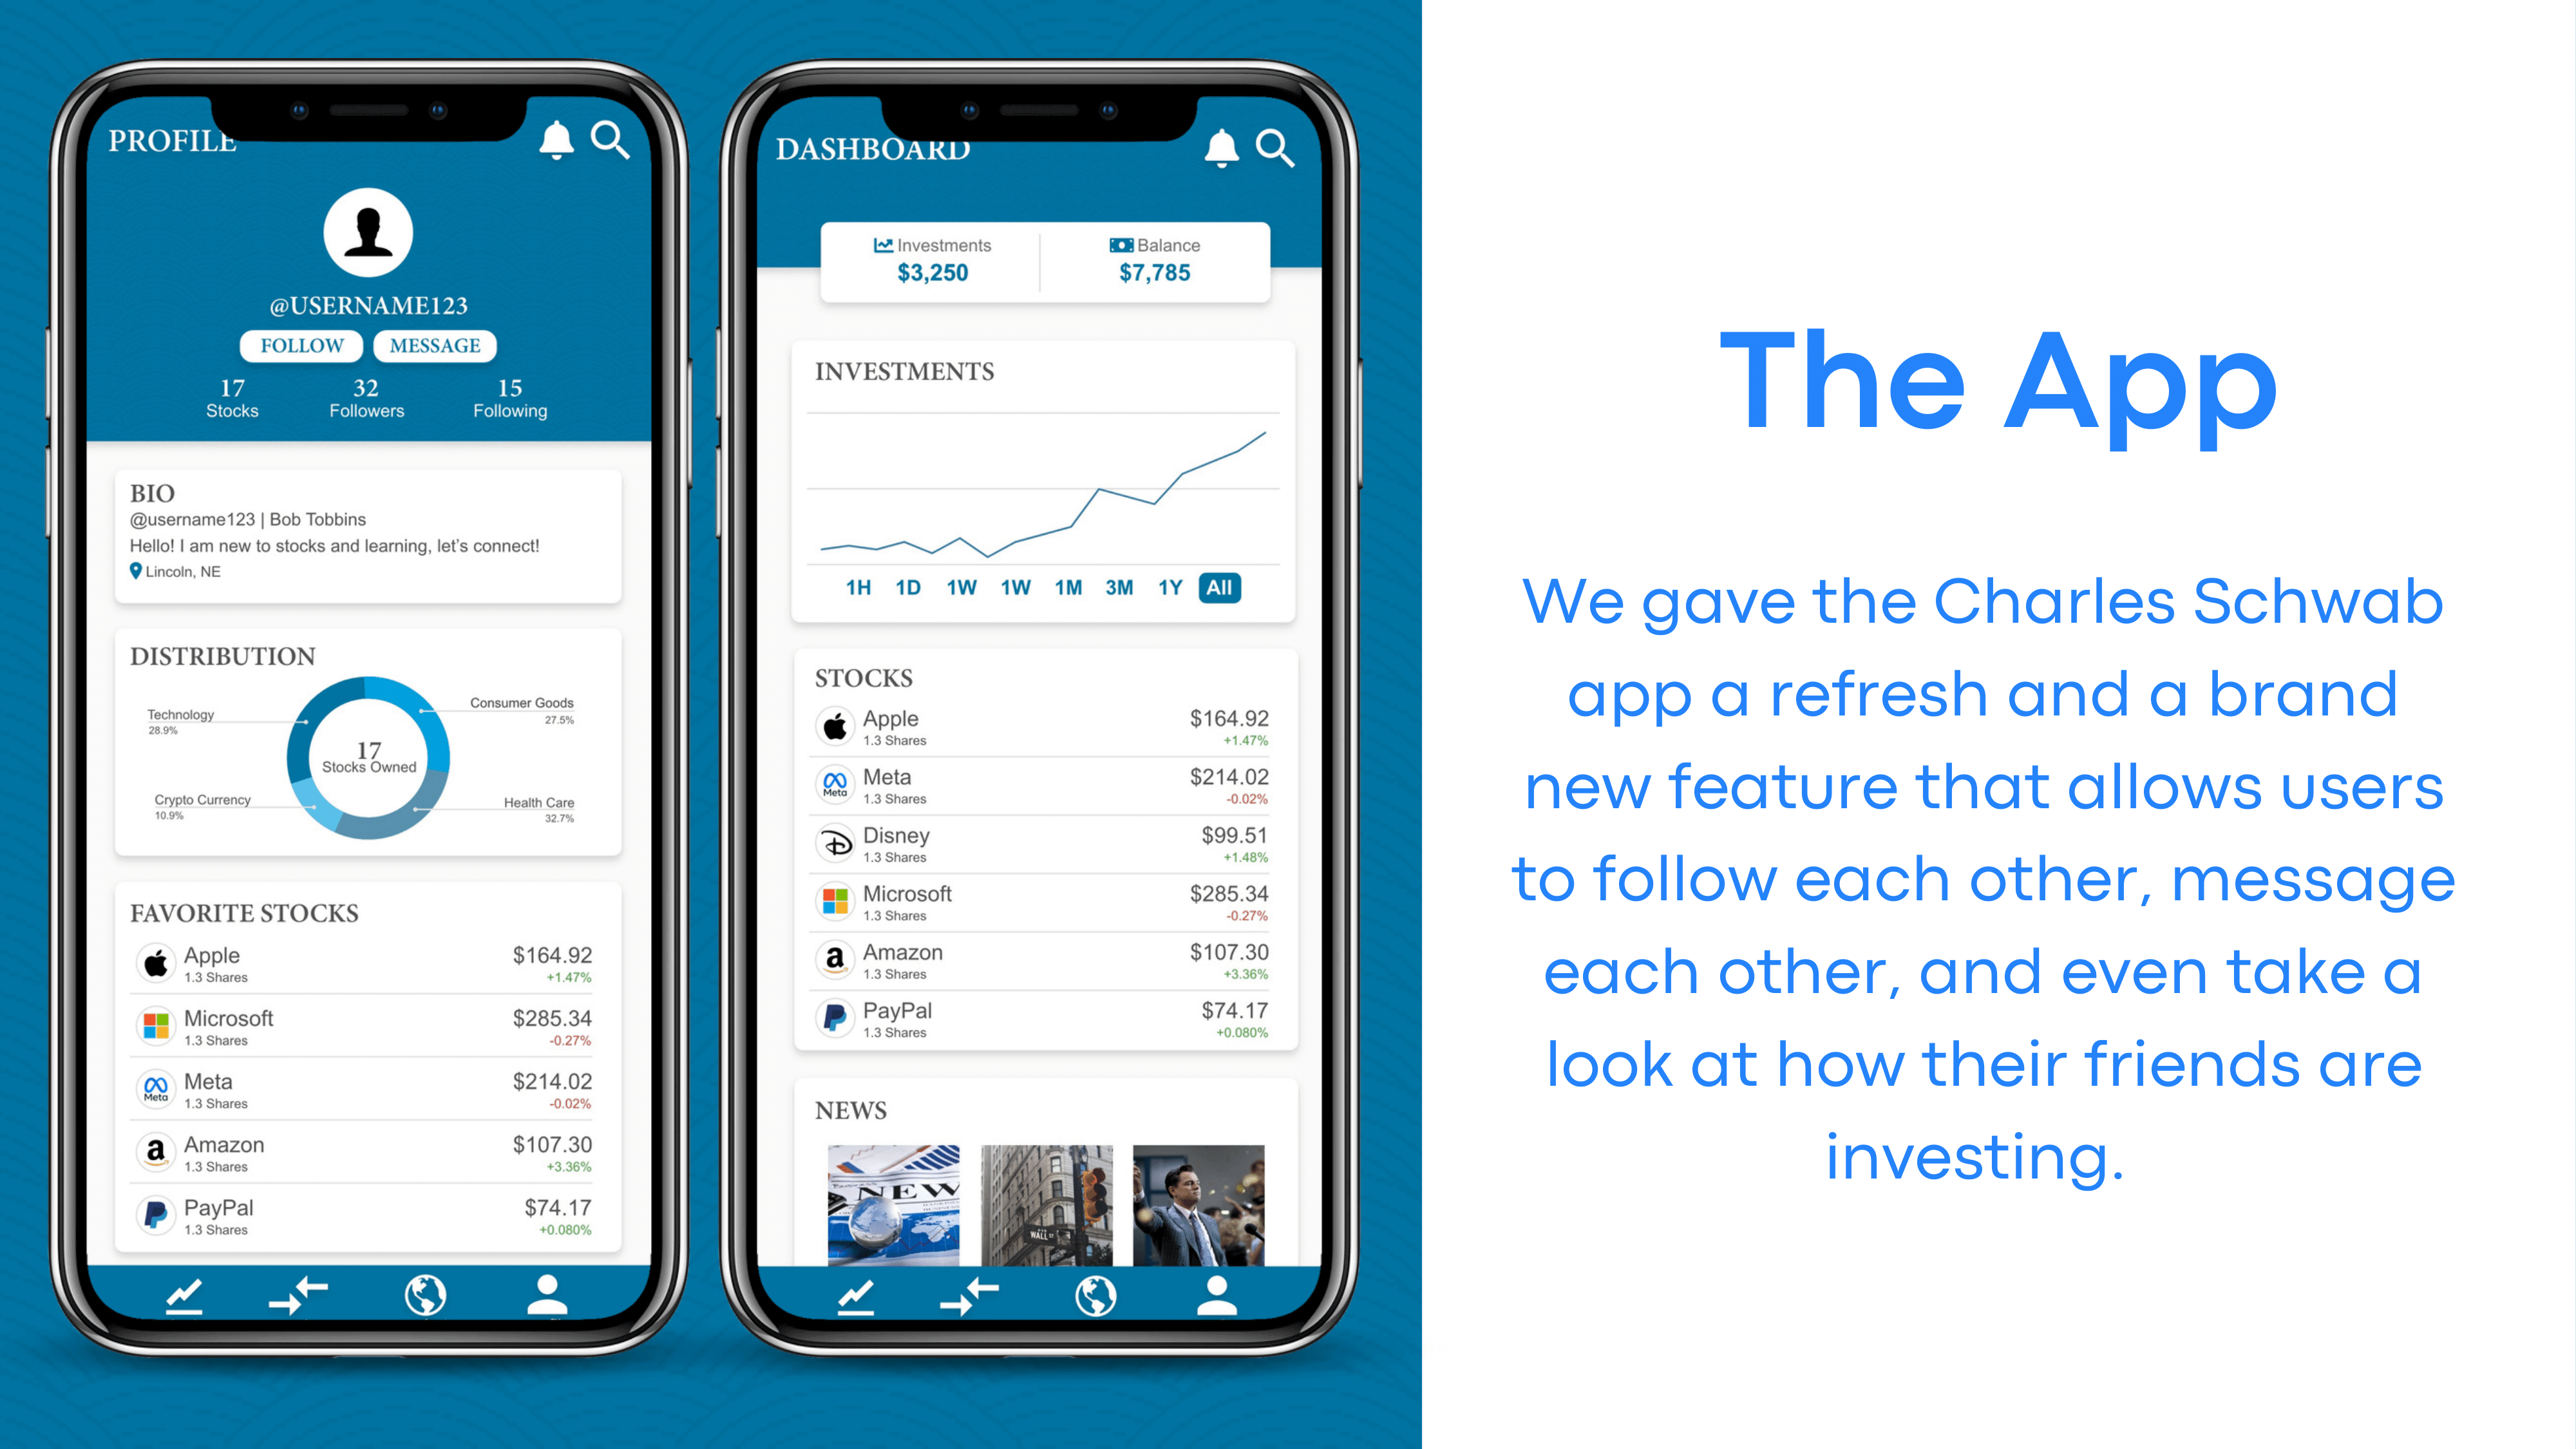 PROFILE
@USERNAME123
FOLLOW MESSAGE
17 32 15
Stocks Followers Following
BIO
@username123 | Bob Tobbins
Hello! I am new to stocks and learning, let's connect!
Lincoln, NE
DISTRIBUTION
Technology
28.9%
Consumer Goods
27.5%
17
Stocks Owned
Crypto Currency
10.9%
Health Care
32.7%
FAVORITE STOCKS
Apple $164.92
1.3 Shares +1.47%
Microsoft $285.34
1.3 Shares -0.27%
Meta
Meta $214.02
1.3 Shares -0.02%
a Amazon $107.30
1.3 Shares +3.36%
PayPal $74.17
1.3 Shares +0.080%
DASHBOARD
Investments Balance
$3,250 $7,785
INVESTMENTS
1H 1D 1W 1W 1M 3M 1Y All
STOCKS
Apple $164.92
1.3 Shares +1.47%
Meta
Meta $214.02
1.3 Shares -0.02%
Disney $99.51
1.3 Shares +1.48%
Microsoft $285.34
1.3 Shares -0.27%
a Amazon $107.30
1.3 Shares +3.36%
PayPal $74.17
1.3 Shares +0.080%
NEWS
NEW
WALL ST
The App
We gave the Charles Schwab
app a refresh and a brand
new feature that allows users
to follow each other, message
each other, and even take a
look at how their friends are
investing.